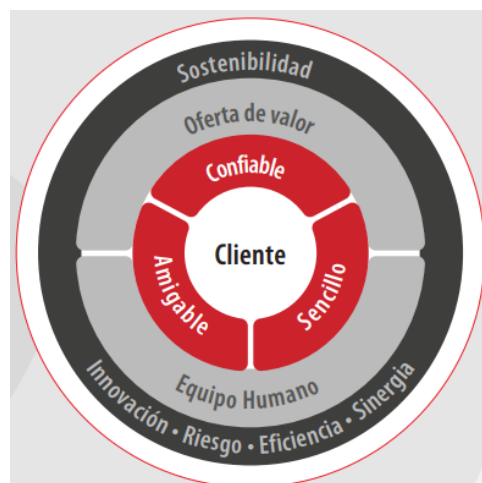 Sostenibilidad
Oferta de valor
Confiable
Cliente
Amigable
Sencillo
Equipo Humano
Innovación • Riesgo • Eficiencia • Sinergia